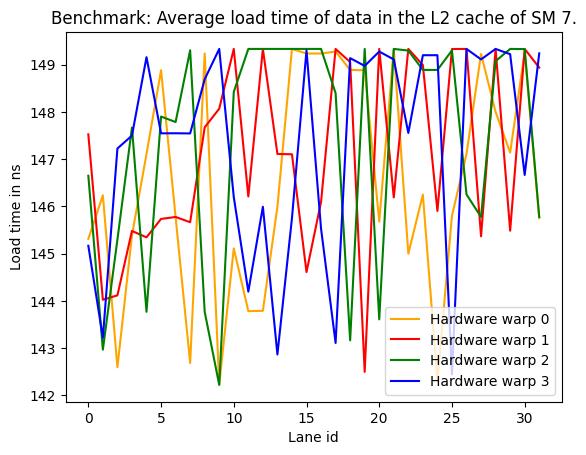 Benchmark: Average load time of data in the L2 cache of SM 7.
Load time in ns
149
148
147
146
145
144
143
142
Hardware warp 0
Hardware warp 1
Hardware warp 2
Hardware warp 3
0 5 10 15 20 25 30
Lane id